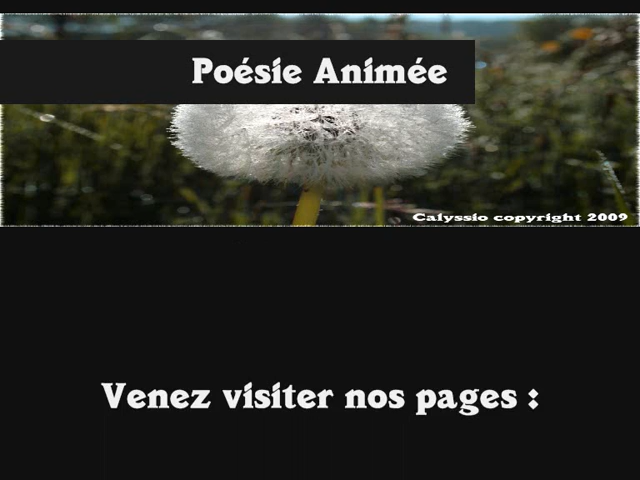 Poésie Animée
Calyssio copyright 2009
Venez visiter nos pages :